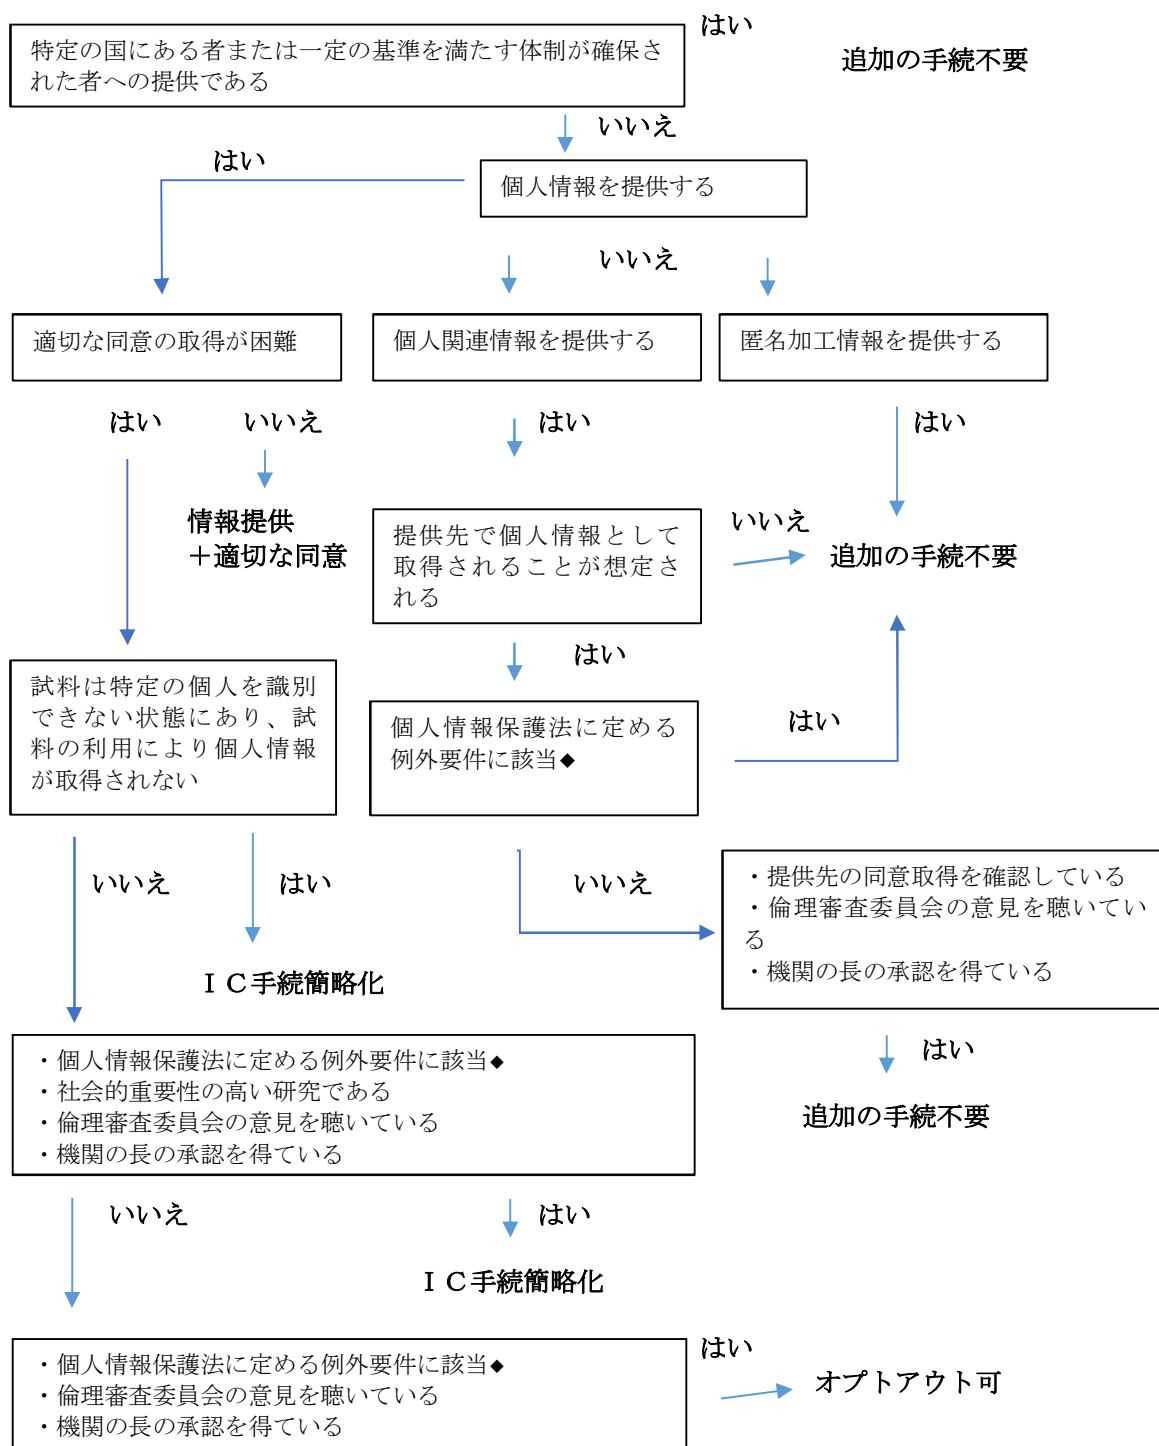 はい
特定の国にある者または一定の基準を満たす体制が確保さ
れた者への提供である
追加の手続不要
いいえ
はい
個人情報を提供する
いいえ
適切な同意の取得が困難
個人関連情報を提供する
匿名加工情報を提供する
はい
いいえ
はい
はい
情報提供
＋適切な同意
提供先で個人情報として
取得されることが想定さ
れる
いいえ
追加の手続不要
はい
試料は特定の個人を識別
できない状態にあり、試
料の利用により個人情報
が取得されない
個人情報保護法に定める
例外要件に該当◆
はい
いいえ
はい
いいえ
・提供先の同意取得を確認している
・倫理審査委員会の意見を聴いてい
る
・機関の長の承認を得ている
ＩＣ手続簡略化
・個人情報保護法に定める例外要件に該当◆
・社会的重要性の高い研究である
・倫理審査委員会の意見を聴いている
・機関の長の承認を得ている
はい
追加の手続不要
いいえ
はい
ＩＣ手続簡略化
はい
・個人情報保護法に定める例外要件に該当◆
・倫理審査委員会の意見を聴いている
・機関の長の承認を得ている
オプトアウト可